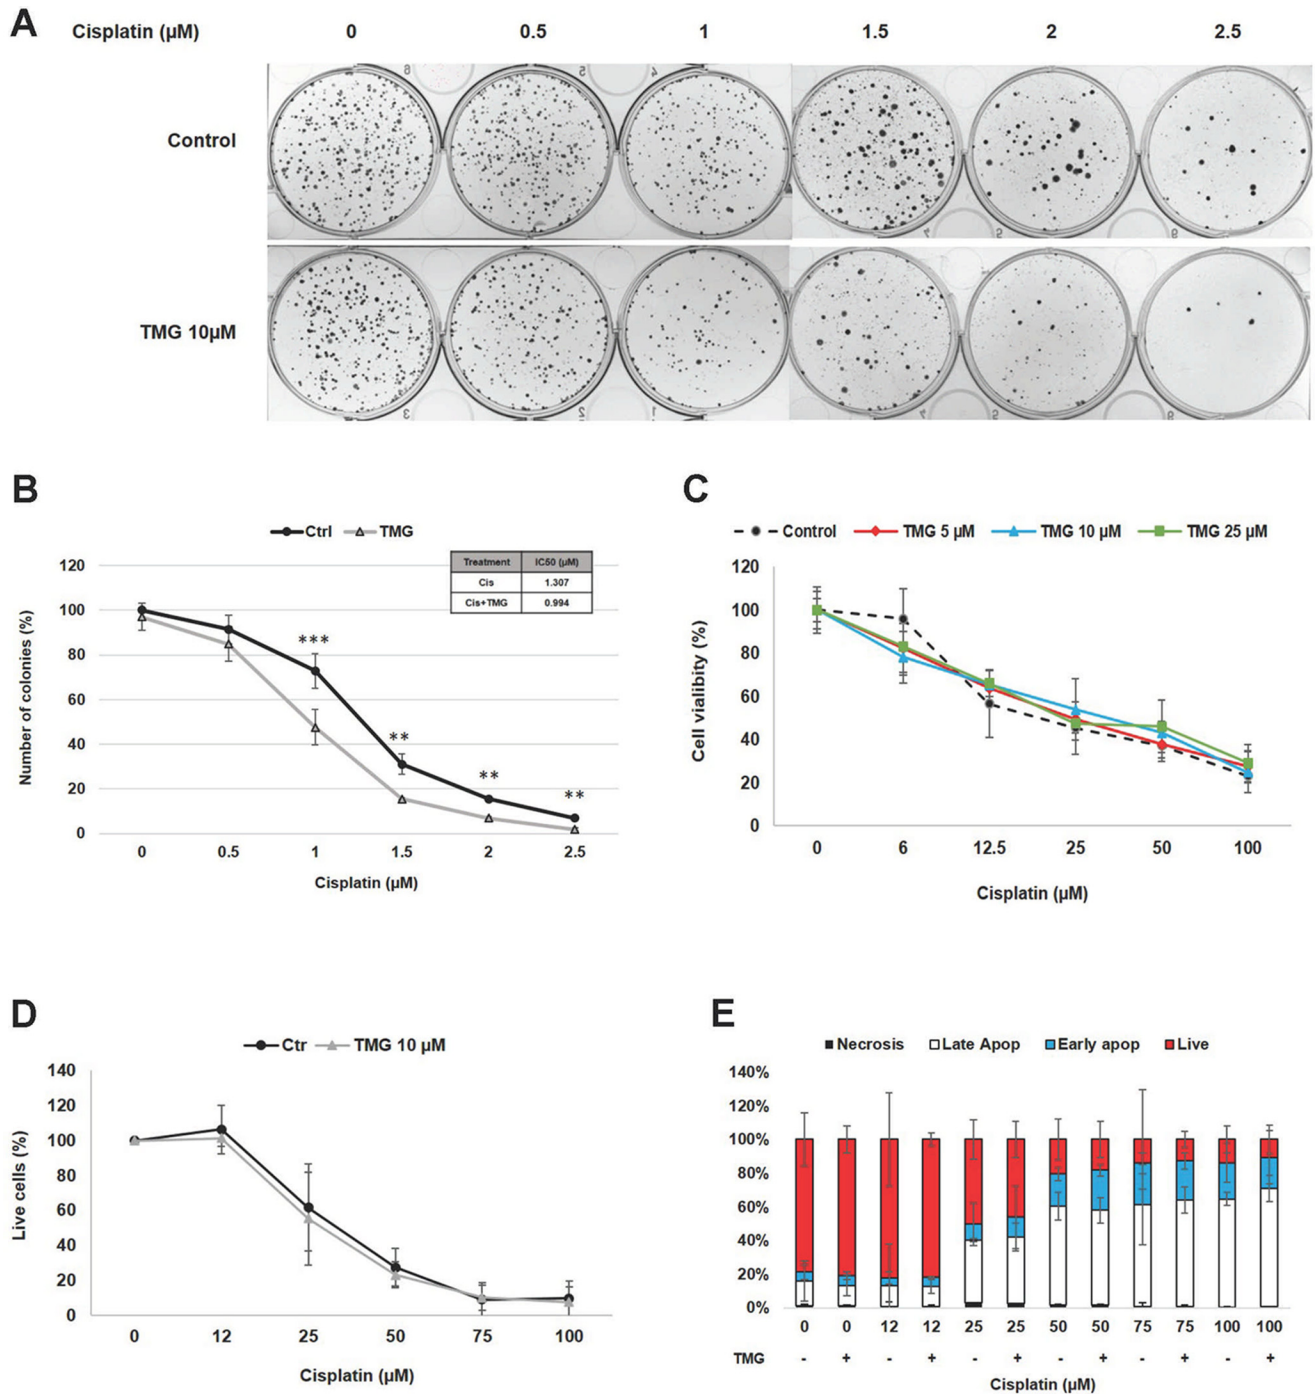 A
Cisplatin (µM) 0 0.5 1 1.5 2 2.5
Control
TMG 10µM
B
Ctrl TMG
Treatment IC50 (µM)
Cis 1.307
Cis+TMG 0.994
Number of colonies (%)
120
100
80
60
40
20
0
***
**
**
**
0 0.5 1 1.5 2 2.5
Cisplatin (µM)
C
Control TMG 5 µM TMG 10 µM TMG 25 µM
Cell vialibity (%)
120
100
80
60
40
20
0
0 6 12.5 25 50 100
Cisplatin (µM)
D
Ctr TMG 10 µM
Live cells (%)
140
120
100
80
60
40
20
0
0 12 25 50 75 100
Cisplatin (µM)
E
Necrosis Late Apop Early apop Live
140%
120%
100%
80%
60%
40%
20%
0%
0 0 12 12 25 25 50 50 75 75 100 100
TMG - + - + - + - + - + - +
Cisplatin (µM)